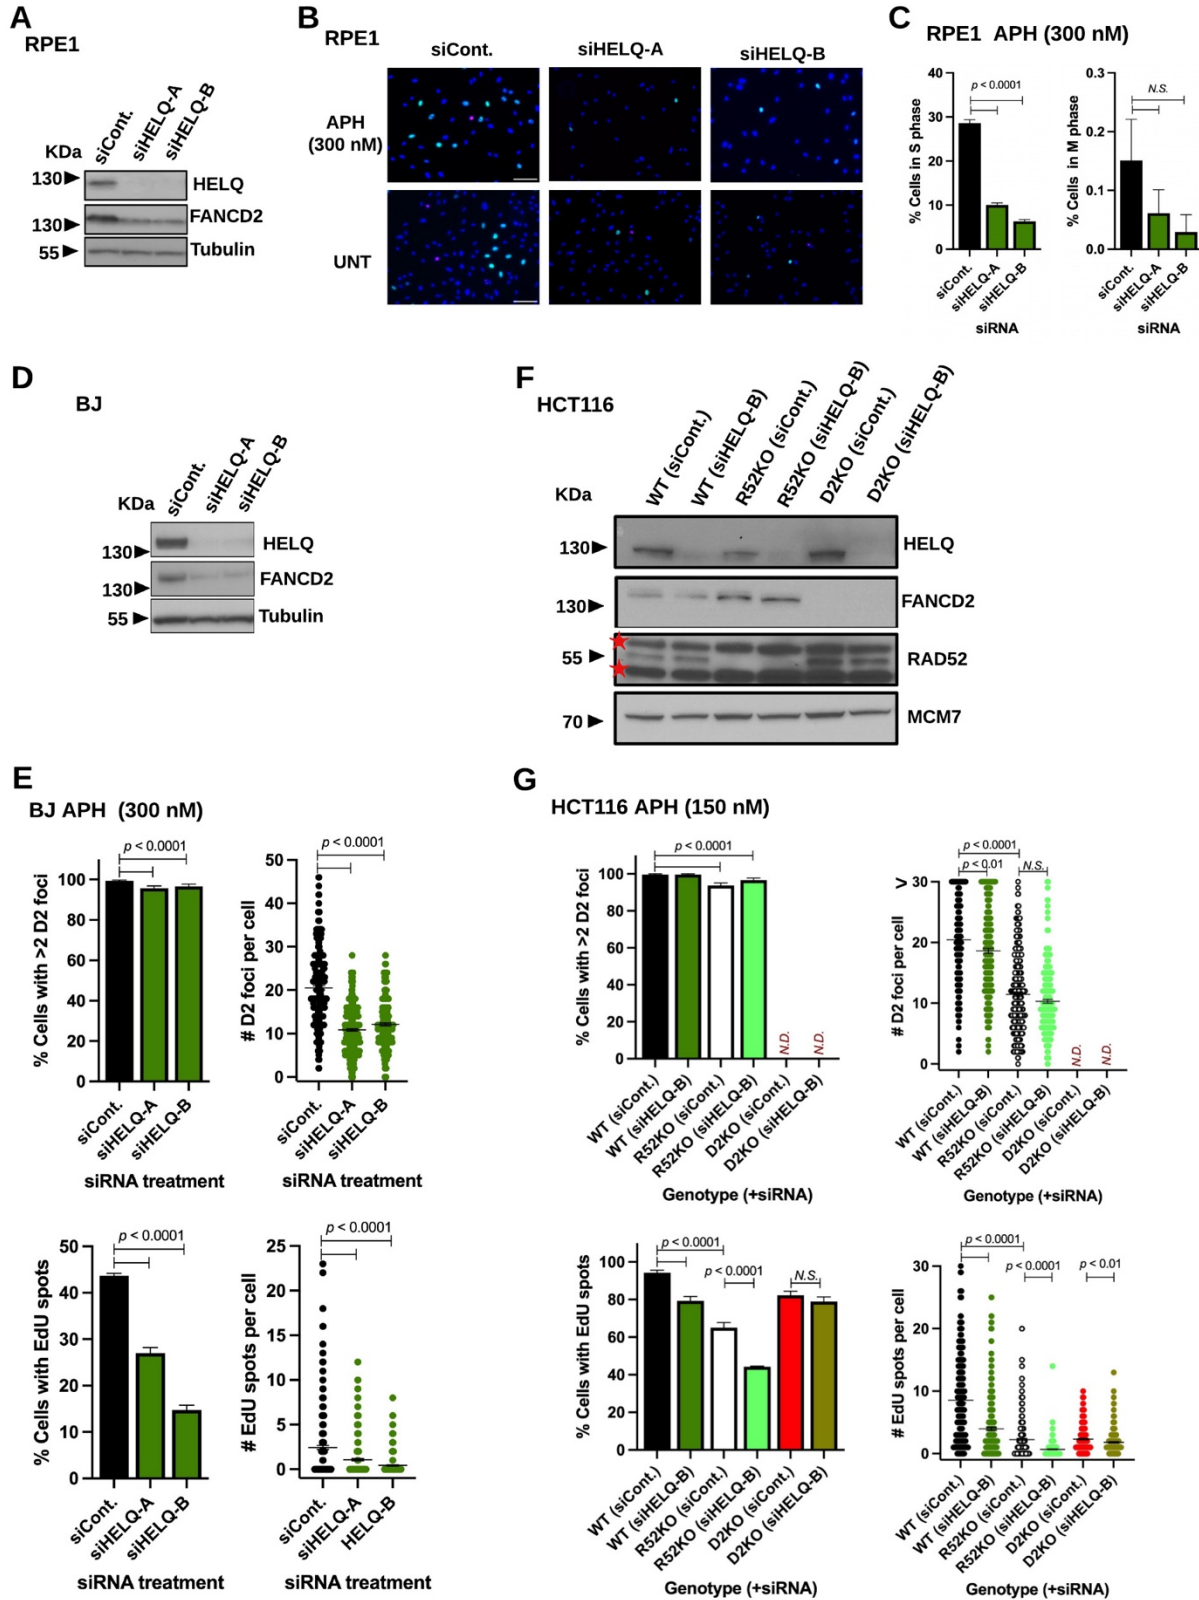 A
RPE1
KDa
siCont.
siHELQ-A
siHELQ-B
130
HELQ
130
FANCD2
55
Tubulin
B
RPE1
siCont.
siHELQ-A
siHELQ-B
APH
(300 nM)
UNT
C
RPE1 APH (300 nM)
% Cells in S phase
40
30
20
10
0
p < 0.0001
siCont.
siHELQ-A
siHELQ-B
siRNA
% Cells in M phase
0.3
0.2
0.1
0.0
N.S.
siCont.
siHELQ-A
siHELQ-B
siRNA
D
BJ
KDa
siCont.
siHELQ-A
siHELQ-B
130
HELQ
130
FANCD2
55
Tubulin
F
HCT116
KDa
WT (siCont.)
WT (siHELQ-B)
R52KO (siCont.)
R52KO (siHELQ-B)
D2KO (siCont.)
D2KO (siHELQ-B)
130
HELQ
130
FANCD2
55
RAD52
70
MCM7
E
BJ APH (300 nM)
% Cells with >2 D2 foci
100
80
60
40
20
0
p < 0.0001
siCont.
siHELQ-A
siHELQ-B
siRNA treatment
# D2 foci per cell
50
40
30
20
10
0
p < 0.0001
siCont.
siHELQ-A
siHELQ-B
siRNA treatment
% Cells with EdU spots
50
40
30
20
10
0
p < 0.0001
siCont.
siHELQ-A
siHELQ-B
siRNA treatment
# EdU spots per cell
25
20
15
10
5
0
p < 0.0001
siCont.
siHELQ-A
HELQ-B
siRNA treatment
G
HCT116 APH (150 nM)
% Cells with >2 D2 foci
100
80
60
40
20
0
p < 0.0001
N.D.
N.D.
WT (siCont.)
WT (siHELQ-B)
R52KO (siCont.)
R52KO (siHELQ-B)
D2KO (siCont.)
D2KO (siHELQ-B)
Genotype (+siRNA)
# D2 foci per cell
>
30
20
10
0
p < 0.0001
p < 0.01
N.S.
N.D.
N.D.
WT (siCont.)
WT (siHELQ-B)
R52KO (siCont.)
R52KO (siHELQ-B)
D2KO (siCont.)
D2KO (siHELQ-B)
Genotype (+siRNA)
% Cells with EdU spots
100
80
60
40
20
0
p < 0.0001
p < 0.0001
N.S.
WT (siCont.)
WT (siHELQ-B)
R52KO (siCont.)
R52KO (siHELQ-B)
D2KO (siCont.)
D2KO (siHELQ-B)
Genotype (+siRNA)
# EdU spots per cell
30
20
10
0
p < 0.0001
p < 0.0001
p < 0.01
WT (siCont.)
WT (siHELQ-B)
R52KO (siCont.)
R52KO (siHELQ-B)
D2KO (siCont.)
D2KO (siHELQ-B)
Genotype (+siRNA)